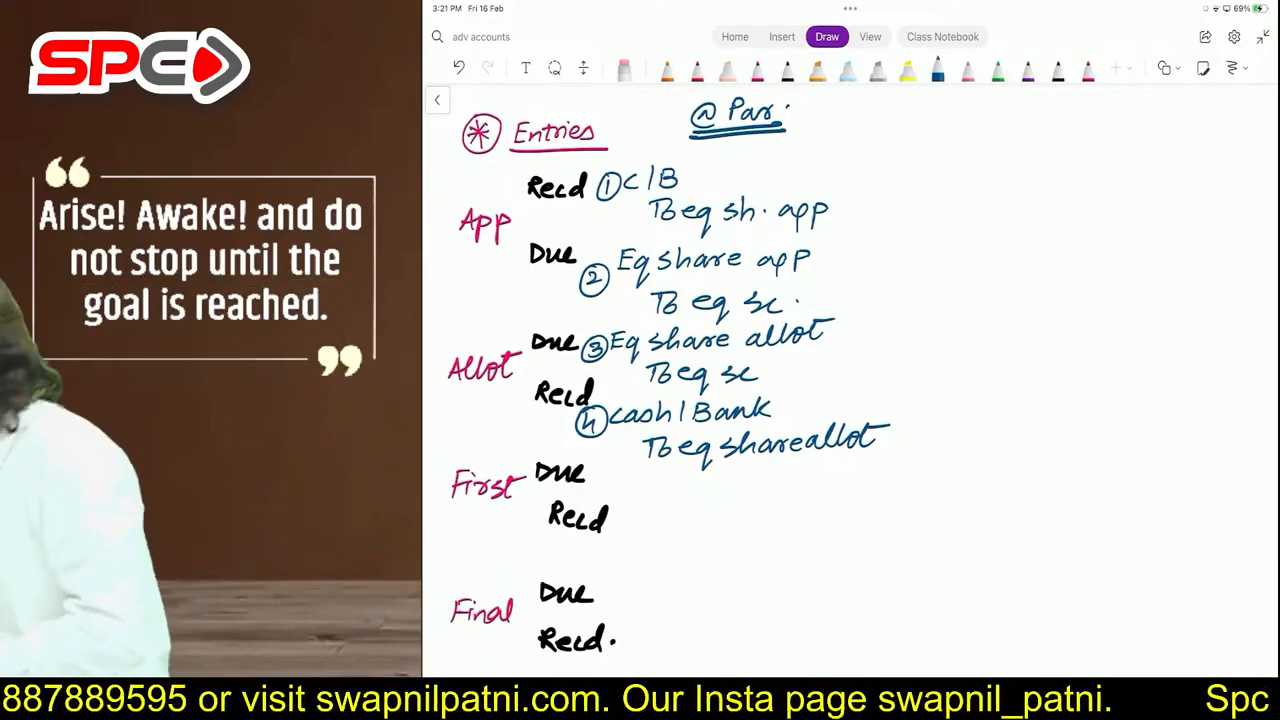 3:21 PM Fri 16 Feb
69%
adv accounts
Home Insert Draw View Class Notebook
SPC
Arise! Awake! and do
not stop until the
goal is reached.
@ Par.
* Entries
App
Recd ① C/B
To eq sh. app
Due ② Eq share app
To eq sc.
Allot
Due ③ Eq share allot
To eq sc
Recd ④ cash/Bank
To eq share allot
First
Due
Recd
Final
Due
Recd.
887889595 or visit swapnilpatni.com. Our Insta page swapnil_patni. Spc